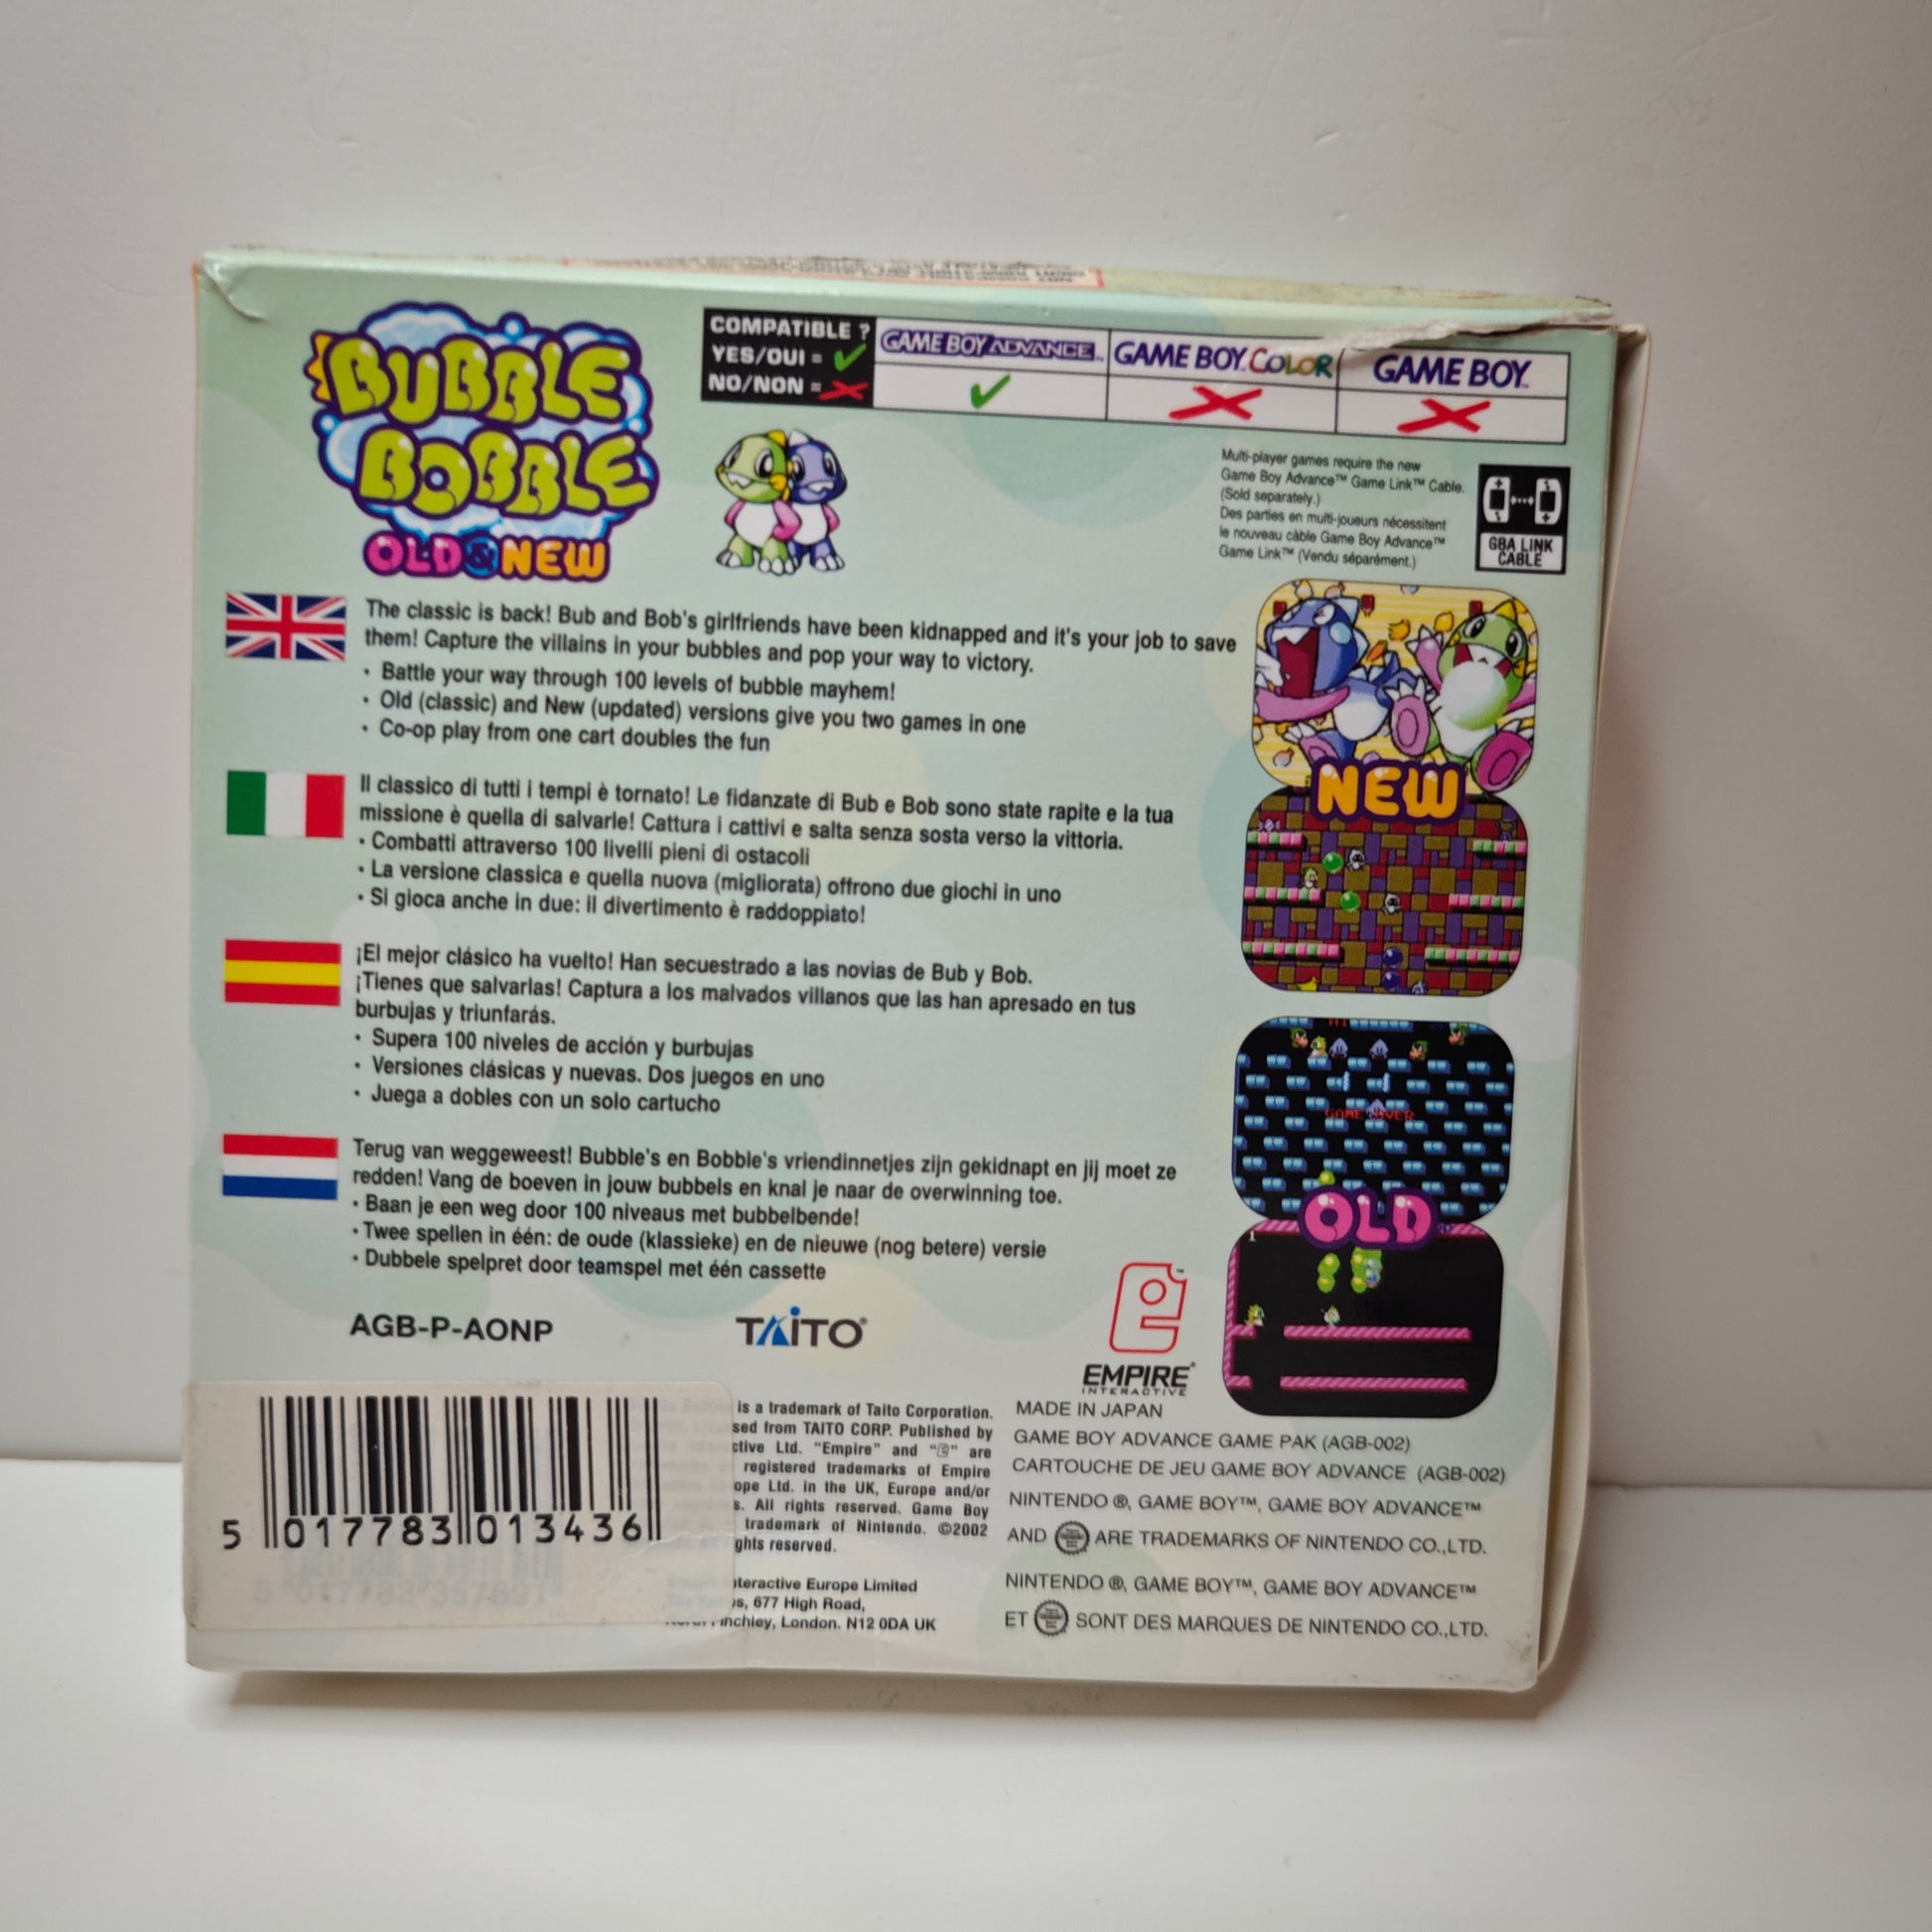 BUBBLE
BOBBLE
OLD & NEW
COMPATIBLE ?
YES/OUI =
NO/NON =
GAME BOY ADVANCE™
GAME BOY COLOR
GAME BOY™
Multi-player games require the new
Game Boy Advance™ Game Link™ Cable.
(Sold separately.)
Des parties en multi-joueurs nécessitent
le nouveau câble Game Boy Advance™
Game Link™ (Vendu séparément.)
GBA LINK
CABLE
The classic is back! Bub and Bob's girlfriends have been kidnapped and it's your job to save
them! Capture the villains in your bubbles and pop your way to victory.
• Battle your way through 100 levels of bubble mayhem!
• Old (classic) and New (updated) versions give you two games in one
• Co-op play from one cart doubles the fun
Il classico di tutti i tempi è tornato! Le fidanzate di Bub e Bob sono state rapite e la tua
missione è quella di salvarle! Cattura i cattivi e salta senza sosta verso la vittoria.
• Combatti attraverso 100 livelli pieni di ostacoli
• La versione classica e quella nuova (migliorata) offrono due giochi in uno
• Si gioca anche in due: il divertimento è raddoppiato!
¡El mejor clásico ha vuelto! Han secuestrado a las novias de Bub y Bob.
¡Tienes que salvarlas! Captura a los malvados villanos que las han apresado en tus
burbujas y triunfarás.
• Supera 100 niveles de acción y burbujas
• Versiones clásicas y nuevas. Dos juegos en uno
• Juega a dobles con un solo cartucho
Terug van weggeweest! Bubble's en Bobble's vriendinnetjes zijn gekidnapt en jij moet ze
redden! Vang de boeven in jouw bubbels en knal je naar de overwinning toe.
• Baan je een weg door 100 niveaus met bubbelbende!
• Twee spellen in één: de oude (klassieke) en de nieuwe (nog betere) versie
• Dubbele spelpret door teamspel met één cassette
NEW
GAME OVER
OLD
1
AGB-P-AONP
TAITO®
EMPIRE®
INTERACTIVE
5 017783 013436
is a trademark of Taito Corporation.
sed from TAITO CORP. Published by
ctive Ltd. "Empire" and "" are
registered trademarks of Empire
ope Ltd. in the UK, Europe and/or
s. All rights reserved. Game Boy
trademark of Nintendo. ©2002
ghts reserved.
nteractive Europe Limited
s, 677 High Road,
inchley, London. N12 0DA UK
MADE IN JAPAN
GAME BOY ADVANCE GAME PAK (AGB-002)
CARTOUCHE DE JEU GAME BOY ADVANCE (AGB-002)
NINTENDO ®, GAME BOY™, GAME BOY ADVANCE™
AND ARE TRADEMARKS OF NINTENDO CO.,LTD.
NINTENDO ®, GAME BOY™, GAME BOY ADVANCE™
ET SONT DES MARQUES DE NINTENDO CO.,LTD.